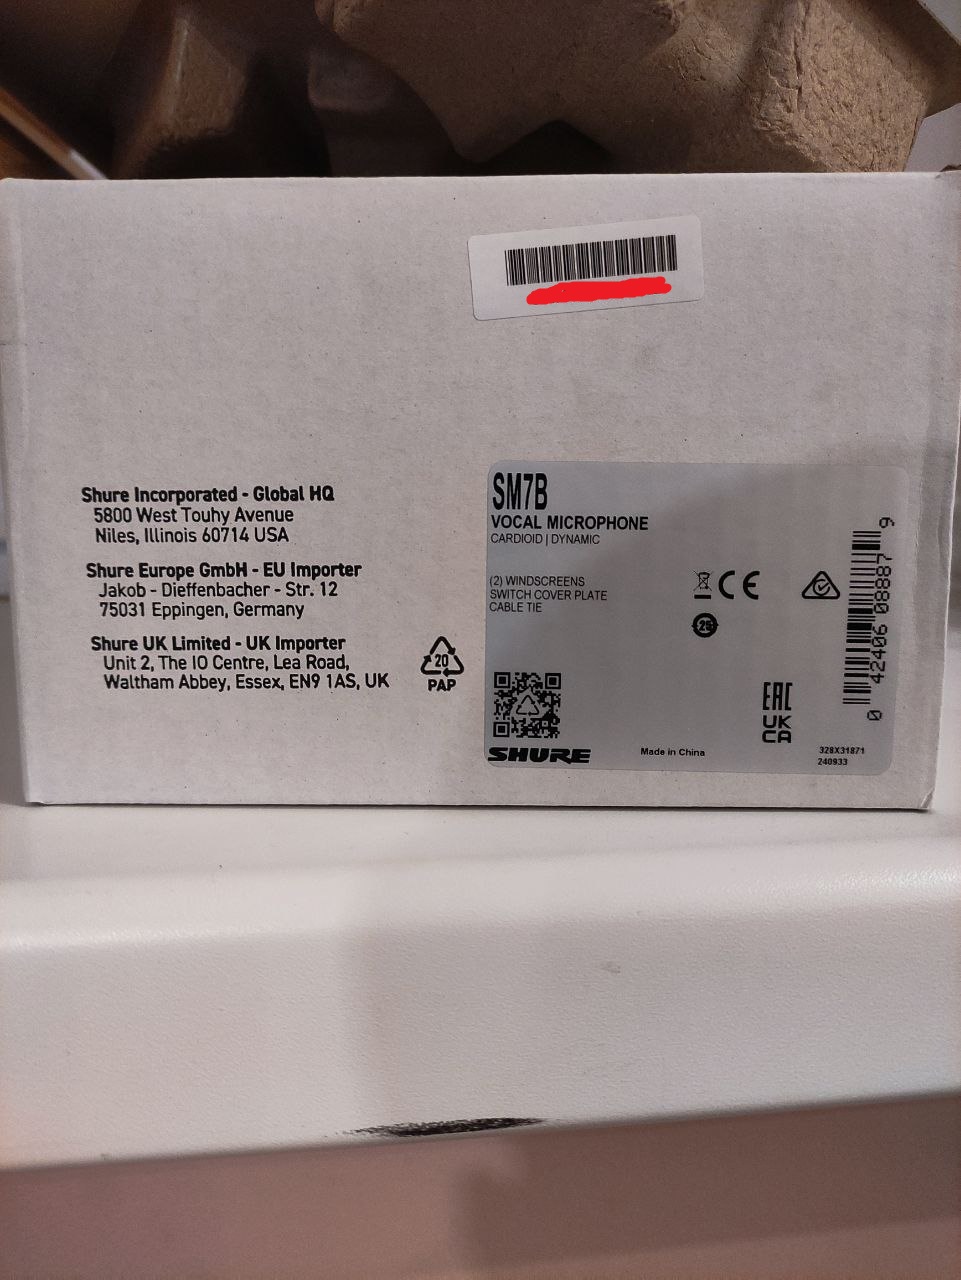 Shure Incorporated - Global HQ
5800 West Touhy Avenue
Niles, Illinois 60714 USA
Shure Europe GmbH - EU Importer
Jakob - Dieffenbacher - Str. 12
75031 Eppingen, Germany
Shure UK Limited - UK Importer
Unit 2, The IO Centre, Lea Road,
Waltham Abbey, Essex, EN9 1AS, UK
20
PAP
SM7B
VOCAL MICROPHONE
CARDIOID | DYNAMIC
(2) WINDSCREENS
SWITCH COVER PLATE
CABLE TIE
CE
20
EAC
UK
CA
SHURE
Made in China
328X31871
240933
0 42406 08887 9